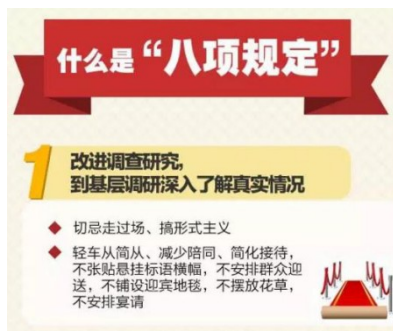 什么是“八项规定”
1
改进调查研究,
到基层调研深入了解真实情况
切忌走过场、搞形式主义
轻车从简从、减少陪同、简化接待，
不张贴悬挂标语横幅，不安排群众迎
送，不铺设迎宾地毯，不摆放花草，
不安排宴请